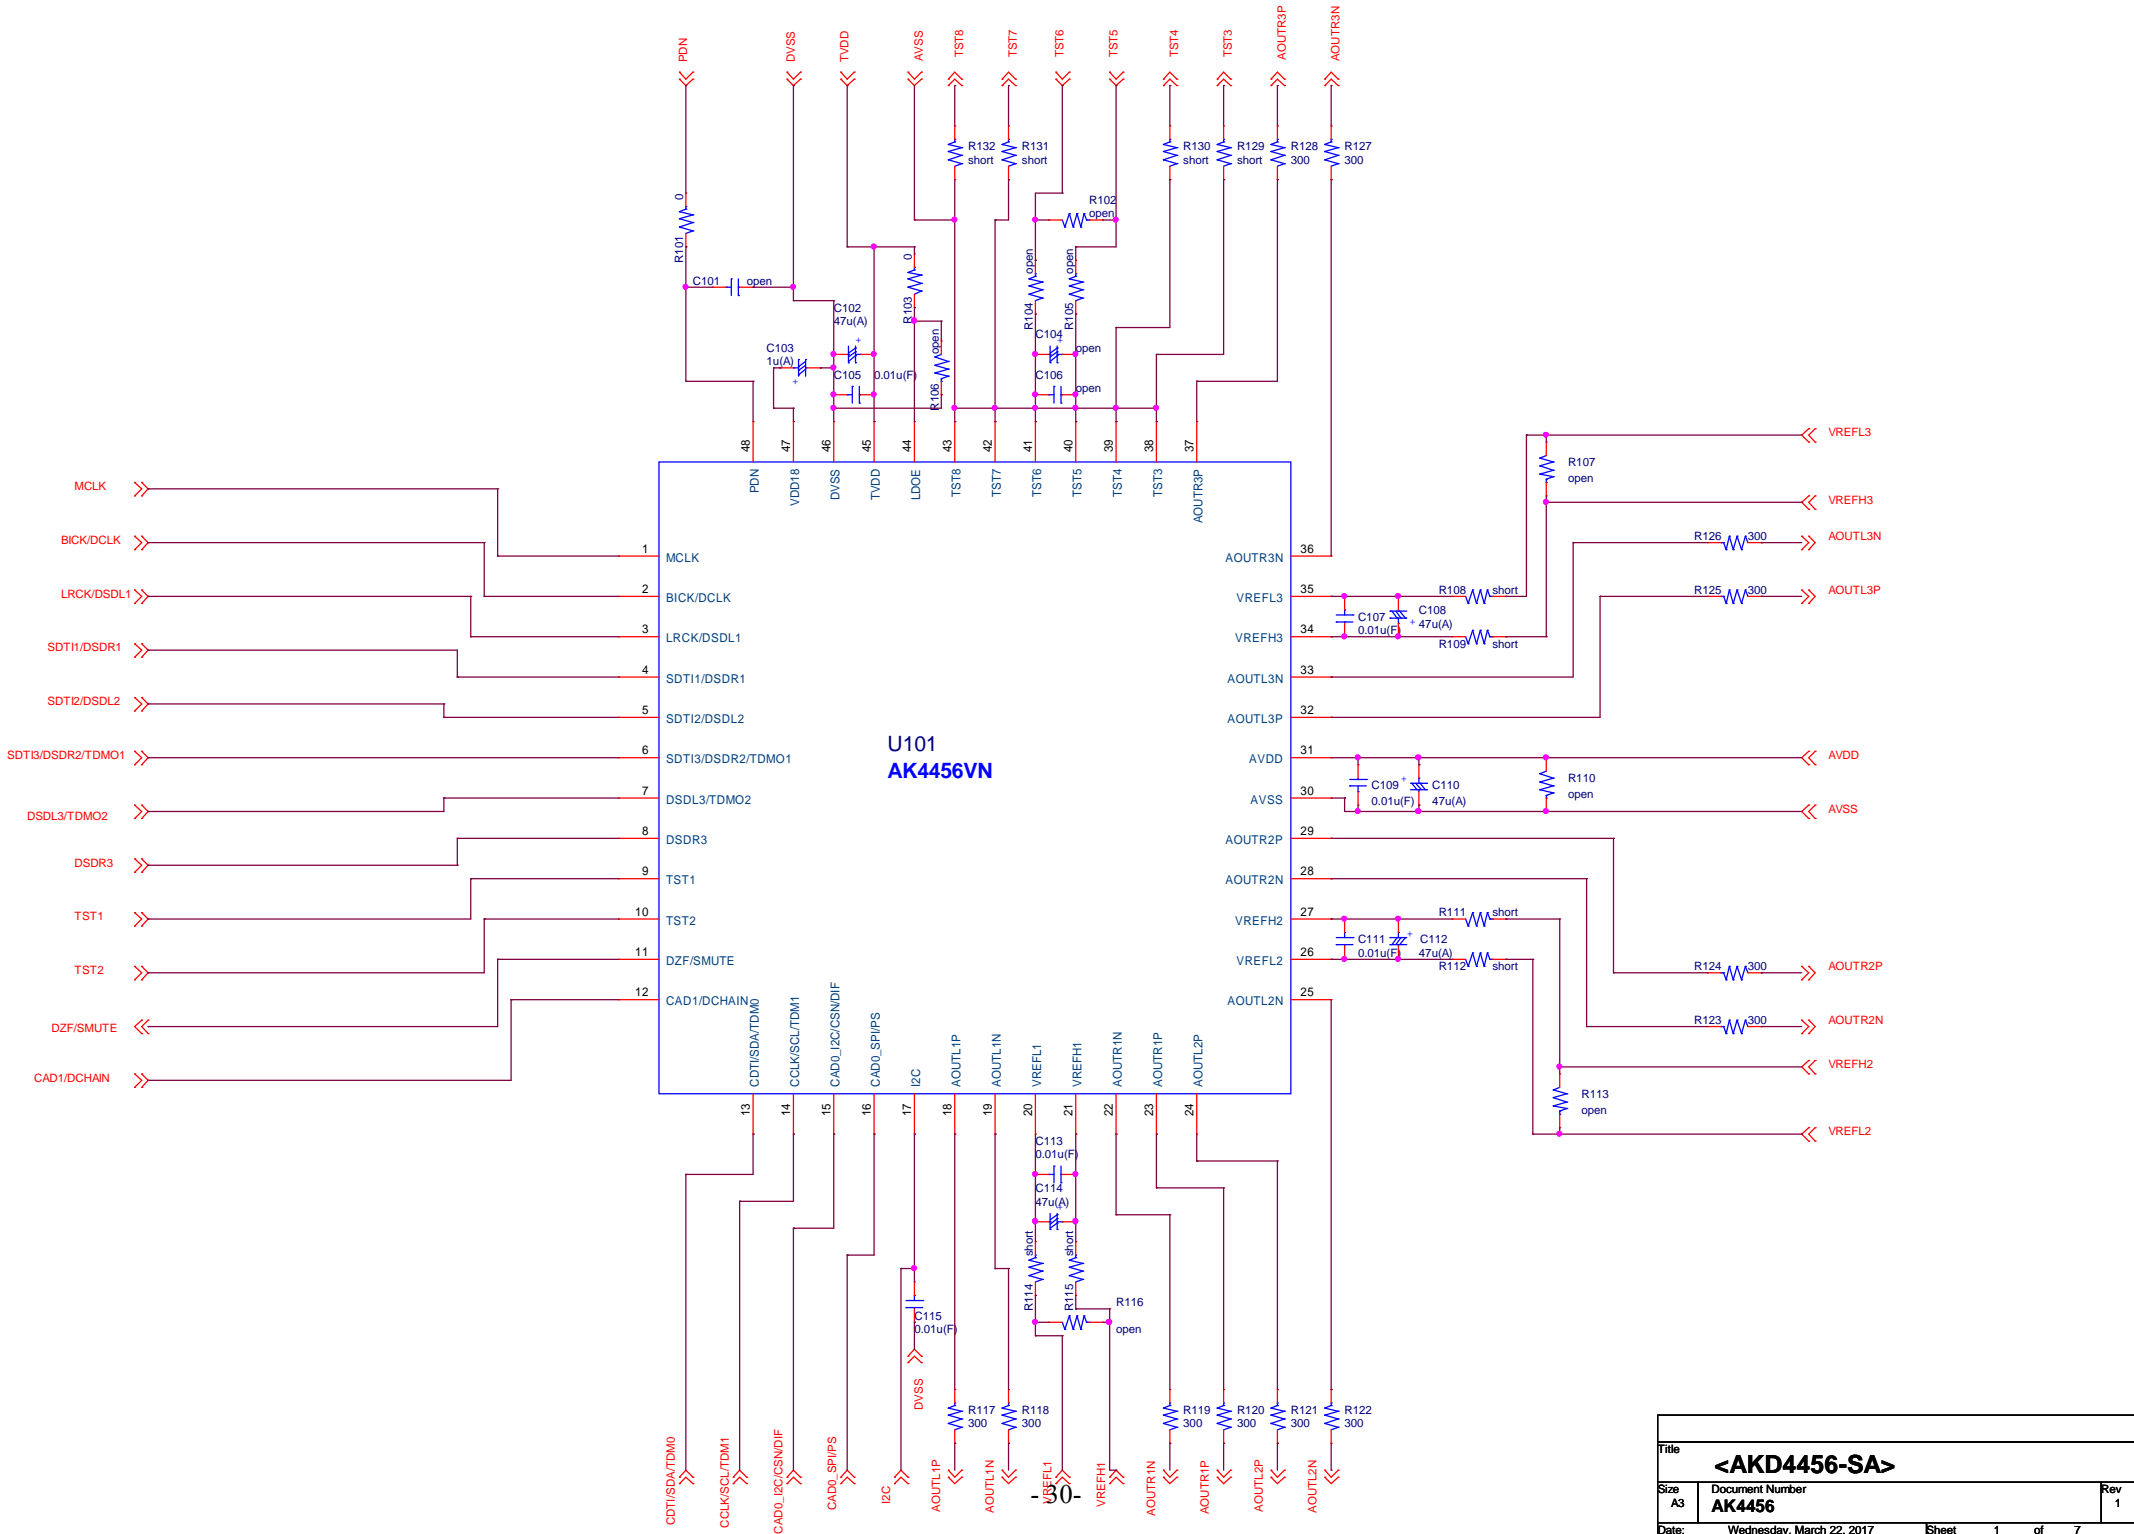 PDN
DVSS
TVDD
AVSS
TST8
TST7
TST6
TST5
TST4
TST3
AOUTR3P
AOUTR3N
R132
short
R131
short
R130
short
R129
short
R128
300
R127
300
0
R101
C101
open
R102
open
0
R103
open
R104
open
R105
C102
47u(A)
C103
1u(A)
C105
0.01u(F)
open
R106
C104
open
C106
open
48
47
46
45
44
43
42
41
40
39
38
37
PDN
VDD18
DVSS
TVDD
LDOE
TST8
TST7
TST6
TST5
TST4
TST3
AOUTR3P
MCLK
BICK/DCLK
LRCK/DSDL1
SDTI1/DSDR1
SDTI2/DSDL2
SDTI3/DSDR2/TDMO1
DSDL3/TDMO2
DSDR3
TST1
TST2
DZF/SMUTE
CAD1/DCHAIN
1
MCLK
2
BICK/DCLK
3
LRCK/DSDL1
4
SDTI1/DSDR1
5
SDTI2/DSDL2
6
SDTI3/DSDR2/TDMO1
7
DSDL3/TDMO2
8
DSDR3
9
TST1
10
TST2
11
DZF/SMUTE
12
CAD1/DCHAIN
U101
AK4456VN
AOUTR3N
36
VREFL3
35
VREFH3
34
AOUTL3N
33
AOUTL3P
32
AVDD
31
AVSS
30
AOUTR2P
29
AOUTR2N
28
VREFH2
27
VREFL2
26
AOUTL2N
25
VREFL3
R107
open
VREFH3
R126
300
AOUTL3N
R125
300
AOUTL3P
R108
short
C107
0.01u(F)
C108
47u(A)
R109
short
AVDD
C109
0.01u(F)
C110
47u(A)
R110
open
AVSS
R111
short
C111
0.01u(F)
C112
47u(A)
R112
short
R124
300
AOUTR2P
R123
300
AOUTR2N
VREFH2
R113
open
VREFL2
CDTI/SDA/TDM0
CCLK/SCL/TDM1
CAD0_I2C/CSN/DIF
CAD0_SPI/PS
I2C
AOUTL1P
AOUTL1N
VREFL1
VREFH1
AOUTR1N
AOUTR1P
AOUTL2P
13
14
15
16
17
18
19
20
21
22
23
24
C113
0.01u(F)
C114
47u(A)
short
R114
short
R115
R116
open
C115
0.01u(F)
DVSS
R117
300
R118
300
R119
300
R120
300
R121
300
R122
300
CDTI/SDA/TDM0
CCLK/SCL/TDM1
CAD0_I2C/CSN/DIF
CAD0_SPI/PS
I2C
AOUTL1P
AOUTL1N
VREFL1
VREFH1
AOUTR1N
AOUTR1P
AOUTL2P
AOUTL2N
-30-
Title
<AKD4456-SA>
Size
A3
Document Number
AK4456
Rev
1
Date: Wednesday, March 22, 2017 Sheet 1 of 7